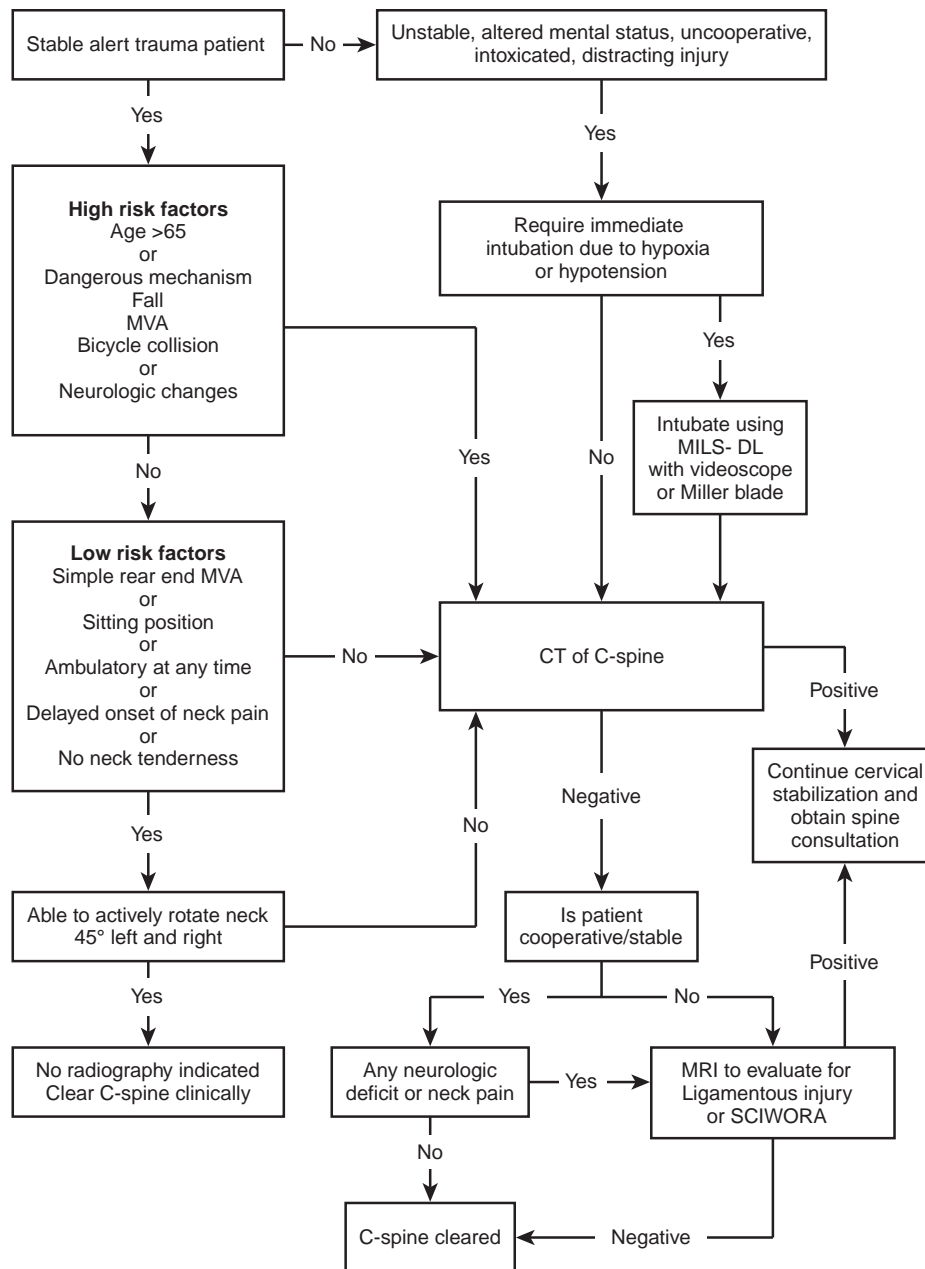 Stable alert trauma patient
No
Unstable, altered mental status, uncooperative,
intoxicated, distracting injury
Yes
Yes
High risk factors
Age >65
or
Dangerous mechanism
Fall
MVA
Bicycle collision
or
Neurologic changes
Require immediate
intubation due to hypoxia
or hypotension
Yes
Intubate using
MILS- DL
with videoscope
or Miller blade
Yes
No
No
Low risk factors
Simple rear end MVA
or
Sitting position
or
Ambulatory at any time
or
Delayed onset of neck pain
or
No neck tenderness
No
CT of C-spine
Positive
Continue cervical
stabilization and
obtain spine
consultation
Negative
Yes
No
Able to actively rotate neck
45° left and right
Is patient
cooperative/stable
Positive
Yes
Yes
No
No radiography indicated
Clear C-spine clinically
Any neurologic
deficit or neck pain
Yes
MRI to evaluate for
Ligamentous injury
or SCIWORA
No
C-spine cleared
Negative